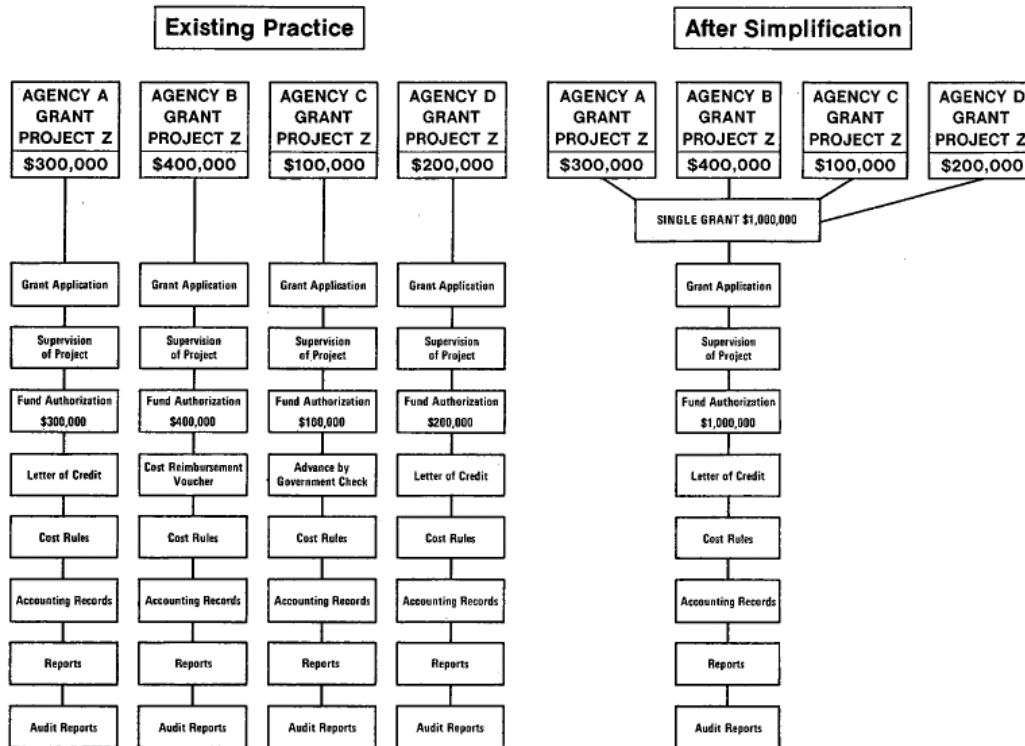 Existing Practice
After Simplification
AGENCY A
GRANT
PROJECT Z
$300,000
AGENCY B
GRANT
PROJECT Z
$400,000
AGENCY C
GRANT
PROJECT Z
$100,000
AGENCY D
GRANT
PROJECT Z
$200,000
AGENCY A
GRANT
PROJECT Z
$300,000
AGENCY B
GRANT
PROJECT Z
$400,000
AGENCY C
GRANT
PROJECT Z
$100,000
AGENCY D
GRANT
PROJECT Z
$200,000
SINGLE GRANT $1,000,000
Grant Application
Grant Application
Grant Application
Grant Application
Grant Application
Supervision
of Project
Supervision
of Project
Supervision
of Project
Supervision
of Project
Supervision
of Project
Fund Authorization
$300,000
Fund Authorization
$400,000
Fund Authorization
$100,000
Fund Authorization
$200,000
Fund Authorization
$1,000,000
Letter of Credit
Cost Reimbursement
Voucher
Advance by
Government Check
Letter of Credit
Letter of Credit
Cost Rules
Cost Rules
Cost Rules
Cost Rules
Cost Rules
Accounting Records
Accounting Records
Accounting Records
Accounting Records
Accounting Records
Reports
Reports
Reports
Reports
Reports
Audit Reports
Audit Reports
Audit Reports
Audit Reports
Audit Reports